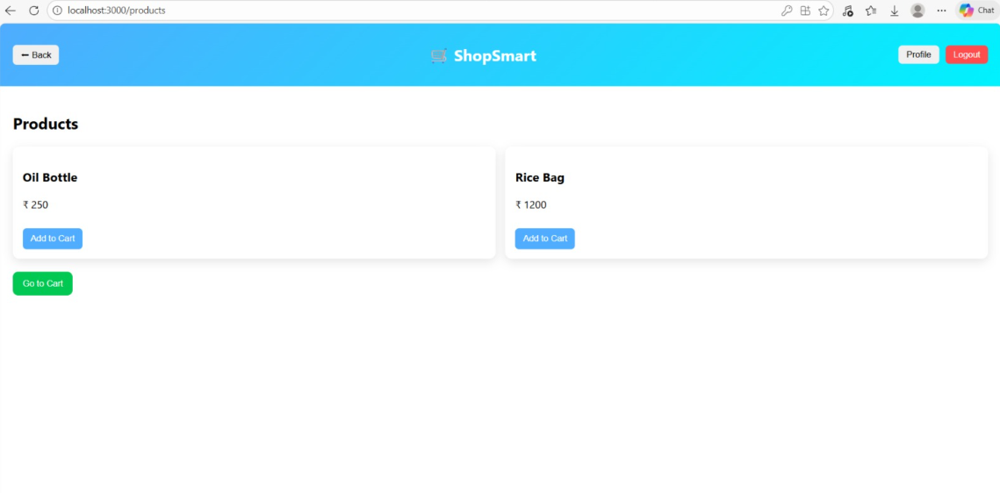 localhost:3000/products
Chat
← Back
ShopSmart
Profile
Logout
Products
Oil Bottle
₹ 250
Add to Cart
Rice Bag
₹ 1200
Add to Cart
Go to Cart